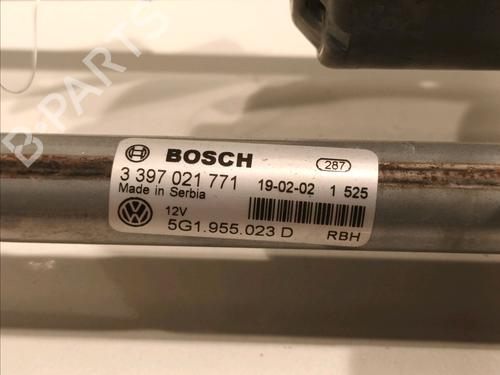 B-PARTS
BOSCH 287
3 397 021 771 19-02-02 1 525
Made in Serbia
12V
5G1.955.023 D RBH